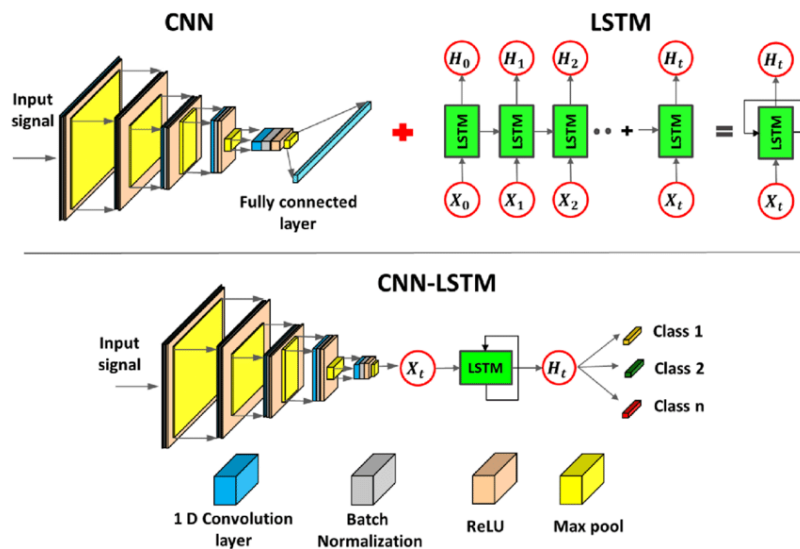 CNN
LSTM
Input
signal
Fully connected
layer
+
H₀
H₁
H₂
Hₜ
Hₜ
LSTM
LSTM
LSTM
+
LSTM
=
LSTM
X₀
X₁
X₂
Xₜ
Xₜ
CNN-LSTM
Input
signal
Xₜ
LSTM
Hₜ
Class 1
Class 2
Class n
1 D Convolution
layer
Batch
Normalization
ReLU
Max pool